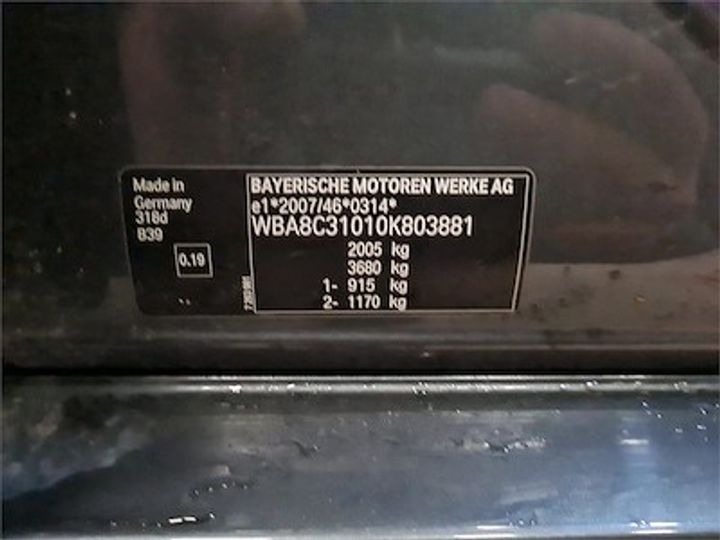 Made in
Germany
318d
B39
0.19
BAYERISCHE MOTOREN WERKE AG
e1*2007/46*0314*
WBA8C31010K803881
2005 kg
3680 kg
1- 915 kg
2- 1170 kg